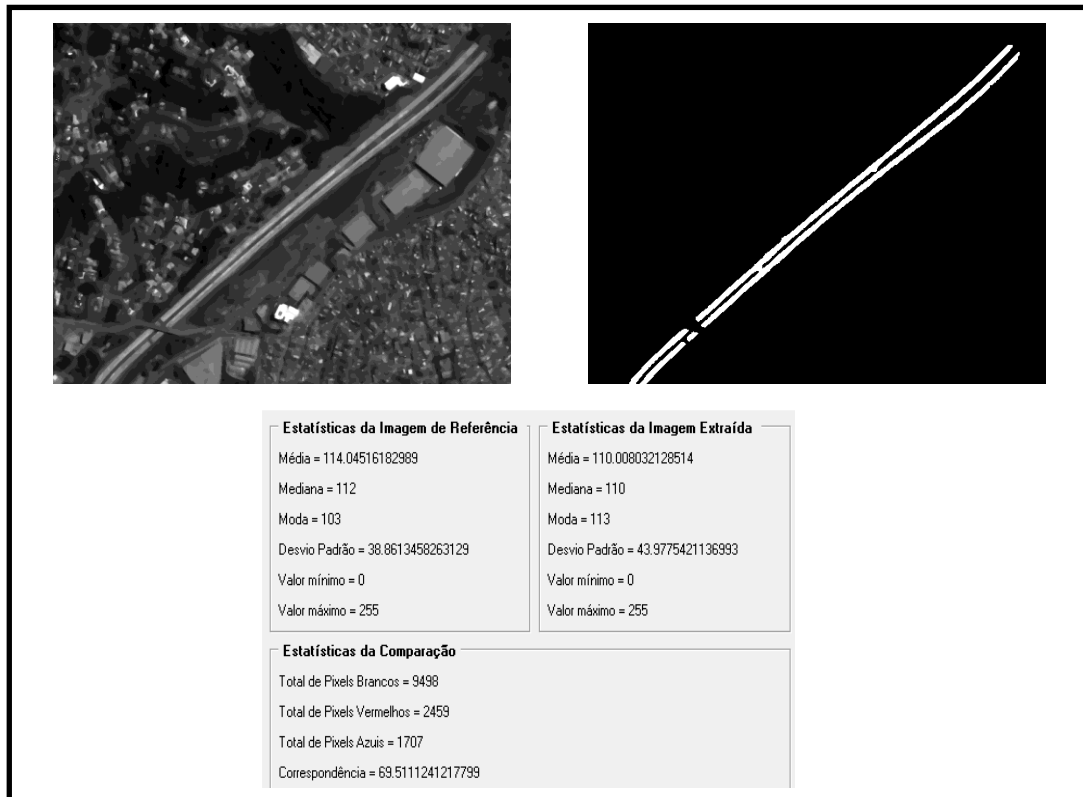 Estatísticas da Imagem de Referência
Média = 114.04516182989
Mediana = 112
Moda = 103
Desvio Padrão = 38.8613458263129
Valor mínimo = 0
Valor máximo = 255
Estatísticas da Imagem Extraída
Média = 110.008032128514
Mediana = 110
Moda = 113
Desvio Padrão = 43.9775421136993
Valor mínimo = 0
Valor máximo = 255
Estatísticas da Comparação
Total de Pixels Brancos = 9498
Total de Pixels Vermelhos = 2459
Total de Pixels Azuis = 1707
Correspondência = 69.5111241217799